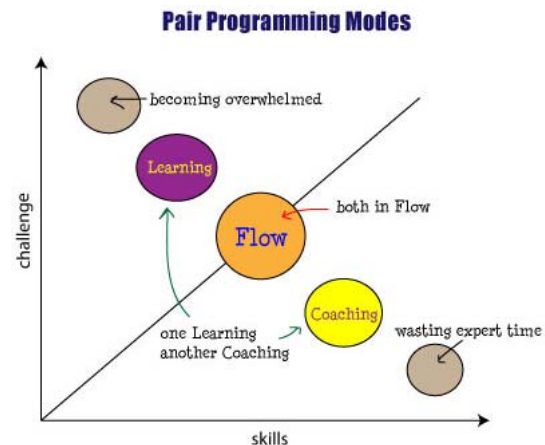 Pair Programming Modes
becoming overwhelmed
Learning
both in Flow
Flow
challenge
Coaching
one Learning
another Coaching
wasting expert time
skills